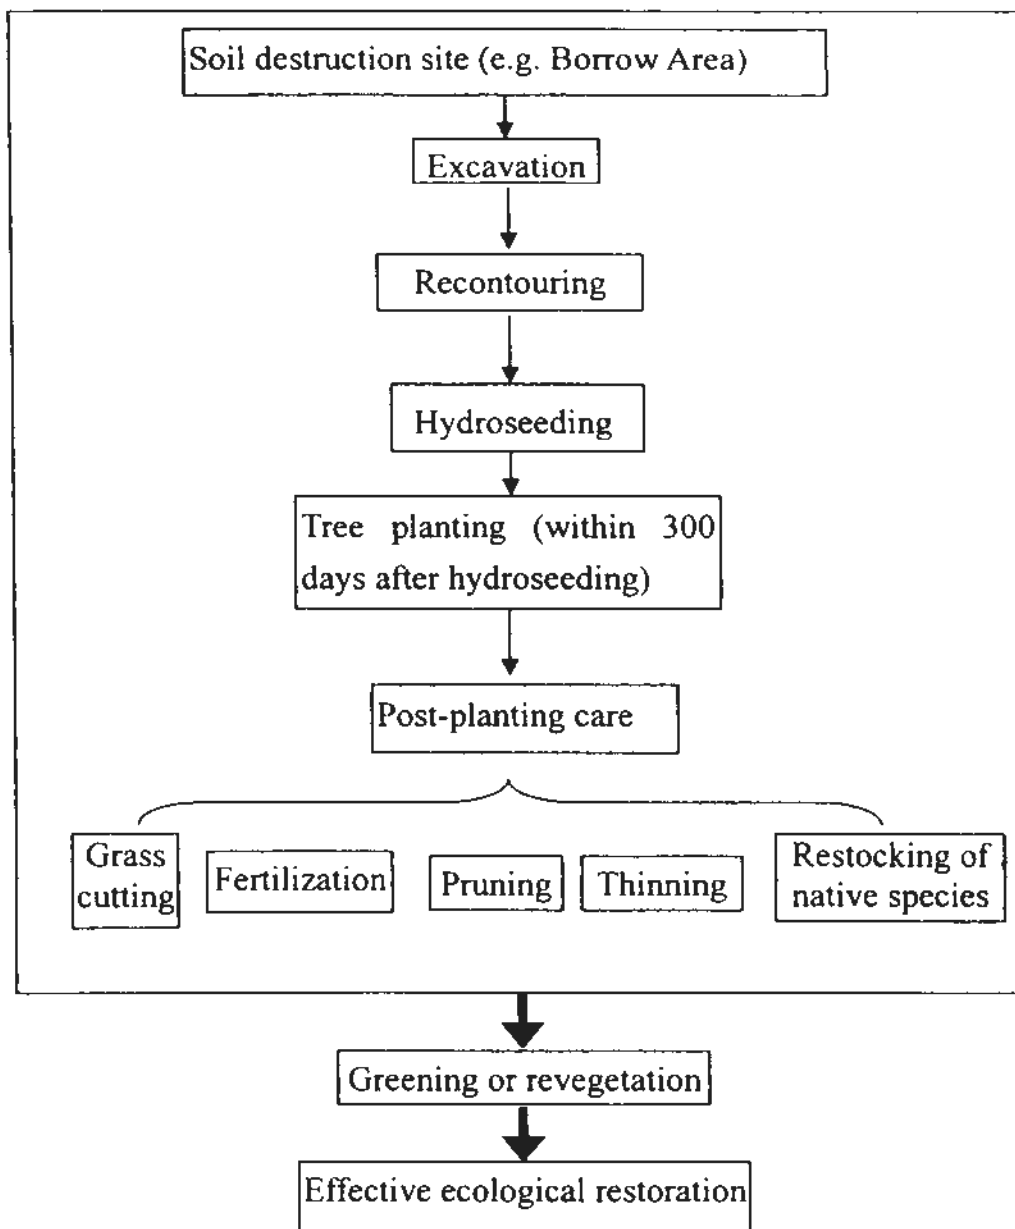 Soil destruction site (e.g. Borrow Area)
Excavation
Recontouring
Hydroseeding
Tree planting (within 300
days after hydroseeding)
Post-planting care
Grass
cutting
Fertilization
Pruning
Thinning
Restocking of
native species
Greening or revegetation
Effective ecological restoration